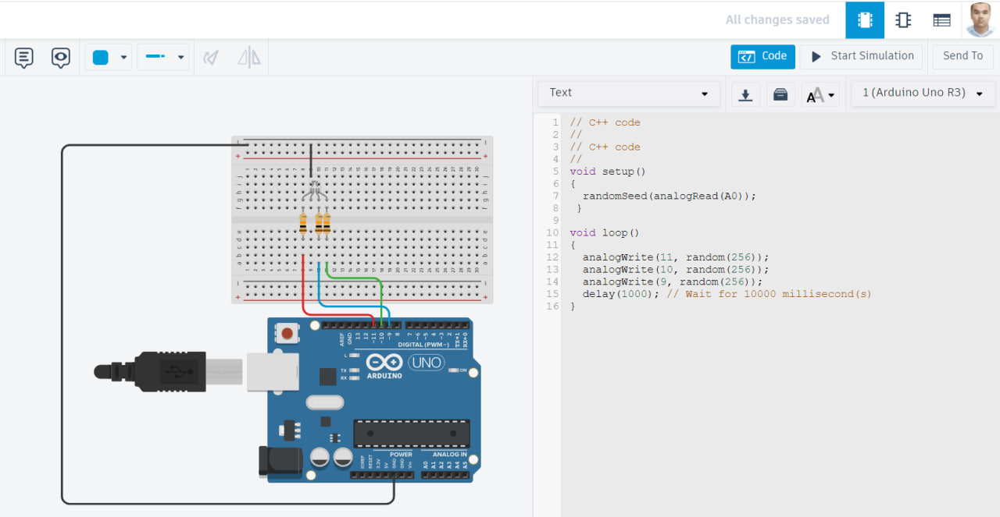 All changes saved
Code
Start Simulation
Send To
Text
1 (Arduino Uno R3)
1 // C++ code
2 //
3 // C++ code
4 //
5 void setup()
6 {
7 randomSeed(analogRead(A0));
8 }
9
10 void loop()
11 {
12 analogWrite(11, random(256));
13 analogWrite(10, random(256));
14 analogWrite(9, random(256));
15 delay(1000); // Wait for 10000 millisecond(s)
16 }
AREF GND 13 12 ~11 ~10 ~9 8 7 ~6 ~5 4 ~3 2 TX→1 RX←0
DIGITAL (PWM~)
L
TX
RX
UNO
ON
ARDUINO
POWER
ANALOG IN
IOREF RESET 3.3V 5V GND GND Vin A0 A1 A2 A3 A4 A5